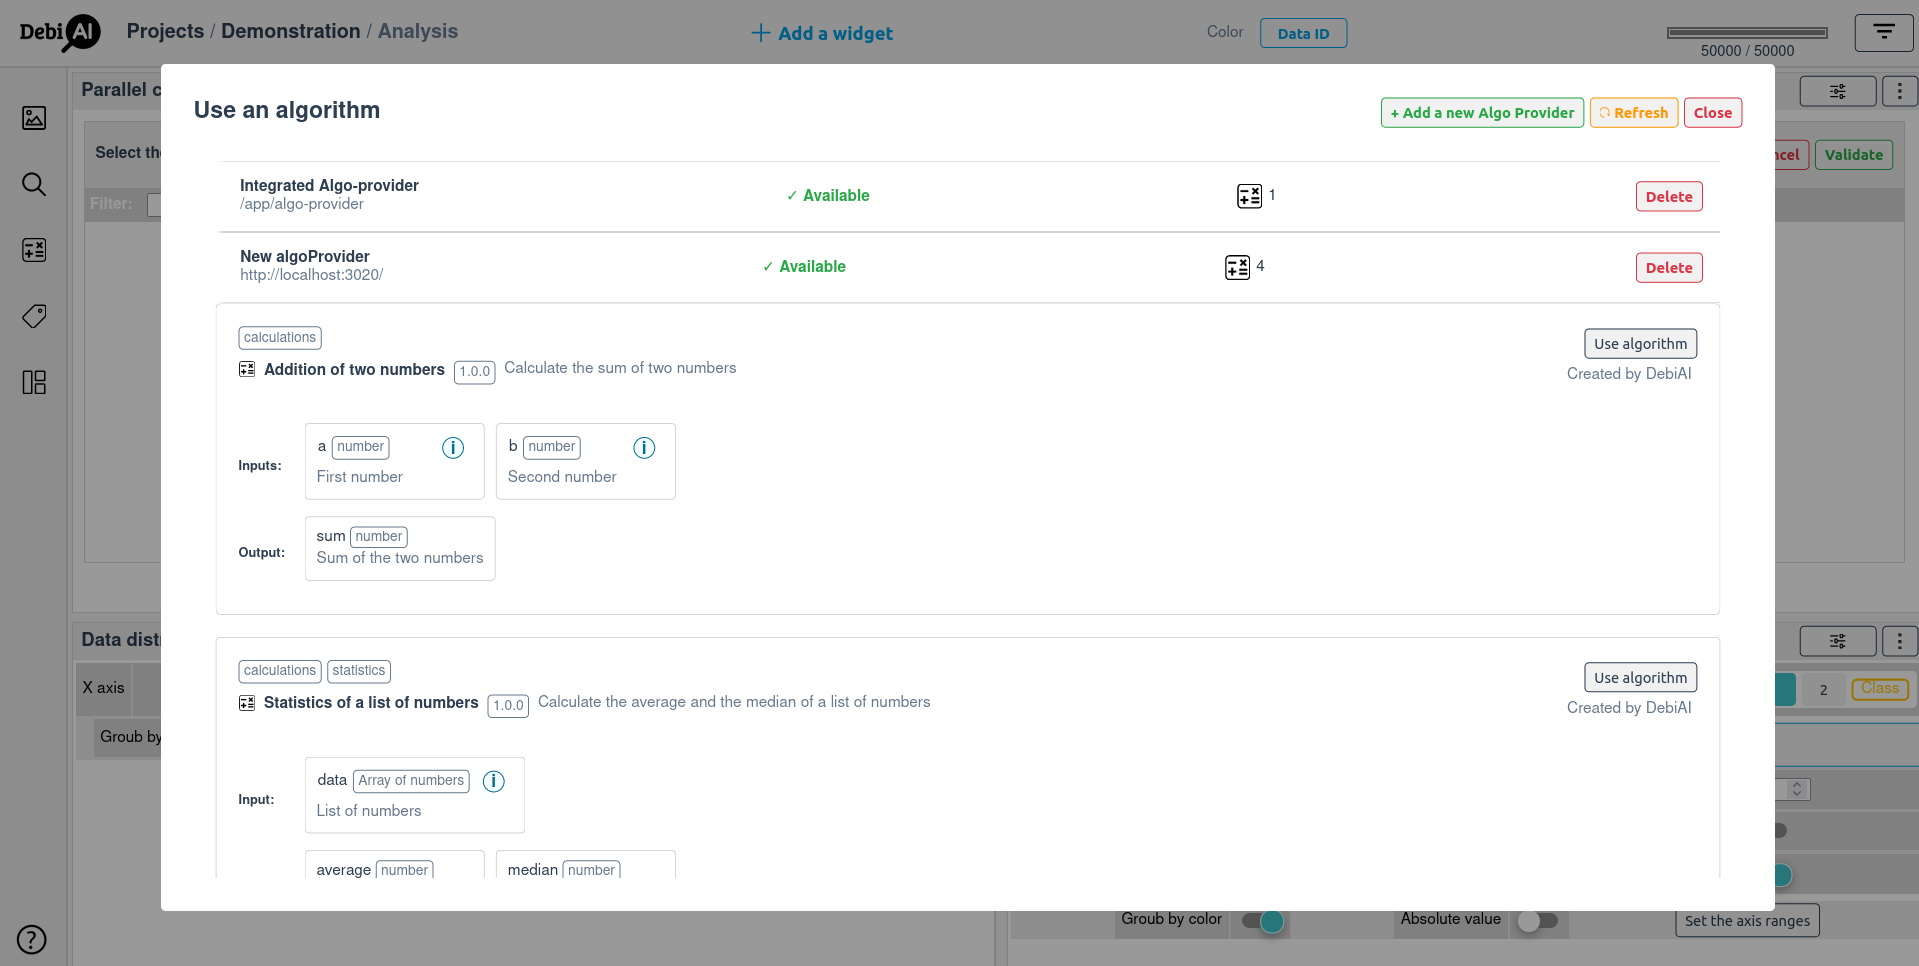 DebiAI
Projects / Demonstration / Analysis
+ Add a widget
Color
Data ID
50000 / 50000
Parallel c
Select the
ncel
Validate
Filter:
Use an algorithm
+ Add a new Algo Provider
Refresh
Close
Integrated Algo-provider
/app/algo-provider
✓ Available
1
Delete
New algoProvider
http://localhost:3020/
✓ Available
4
Delete
calculations
Use algorithm
Addition of two numbers
1.0.0
Calculate the sum of two numbers
Created by DebiAI
Inputs:
a number i
First number
b number i
Second number
Output:
sum number
Sum of the two numbers
calculations
statistics
Use algorithm
Statistics of a list of numbers
1.0.0
Calculate the average and the median of a list of numbers
Created by DebiAI
Input:
data Array of numbers i
List of numbers
average number
median number
Data dist
X axis
2
Class
Groub by
Groub by color
Absolute value
Set the axis ranges
?